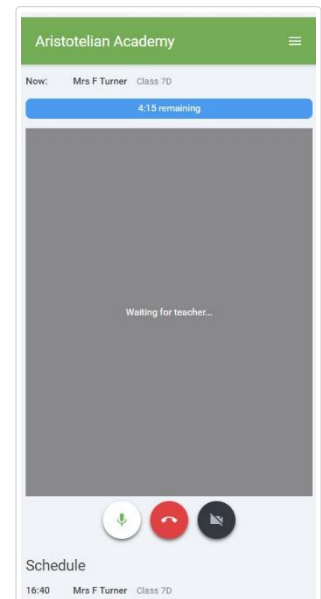 Aristotelian Academy
Now: Mrs F Turner Class 7D
4:15 remaining
Waiting for teacher...
Schedule
16:40 Mrs F Turner Class 7D